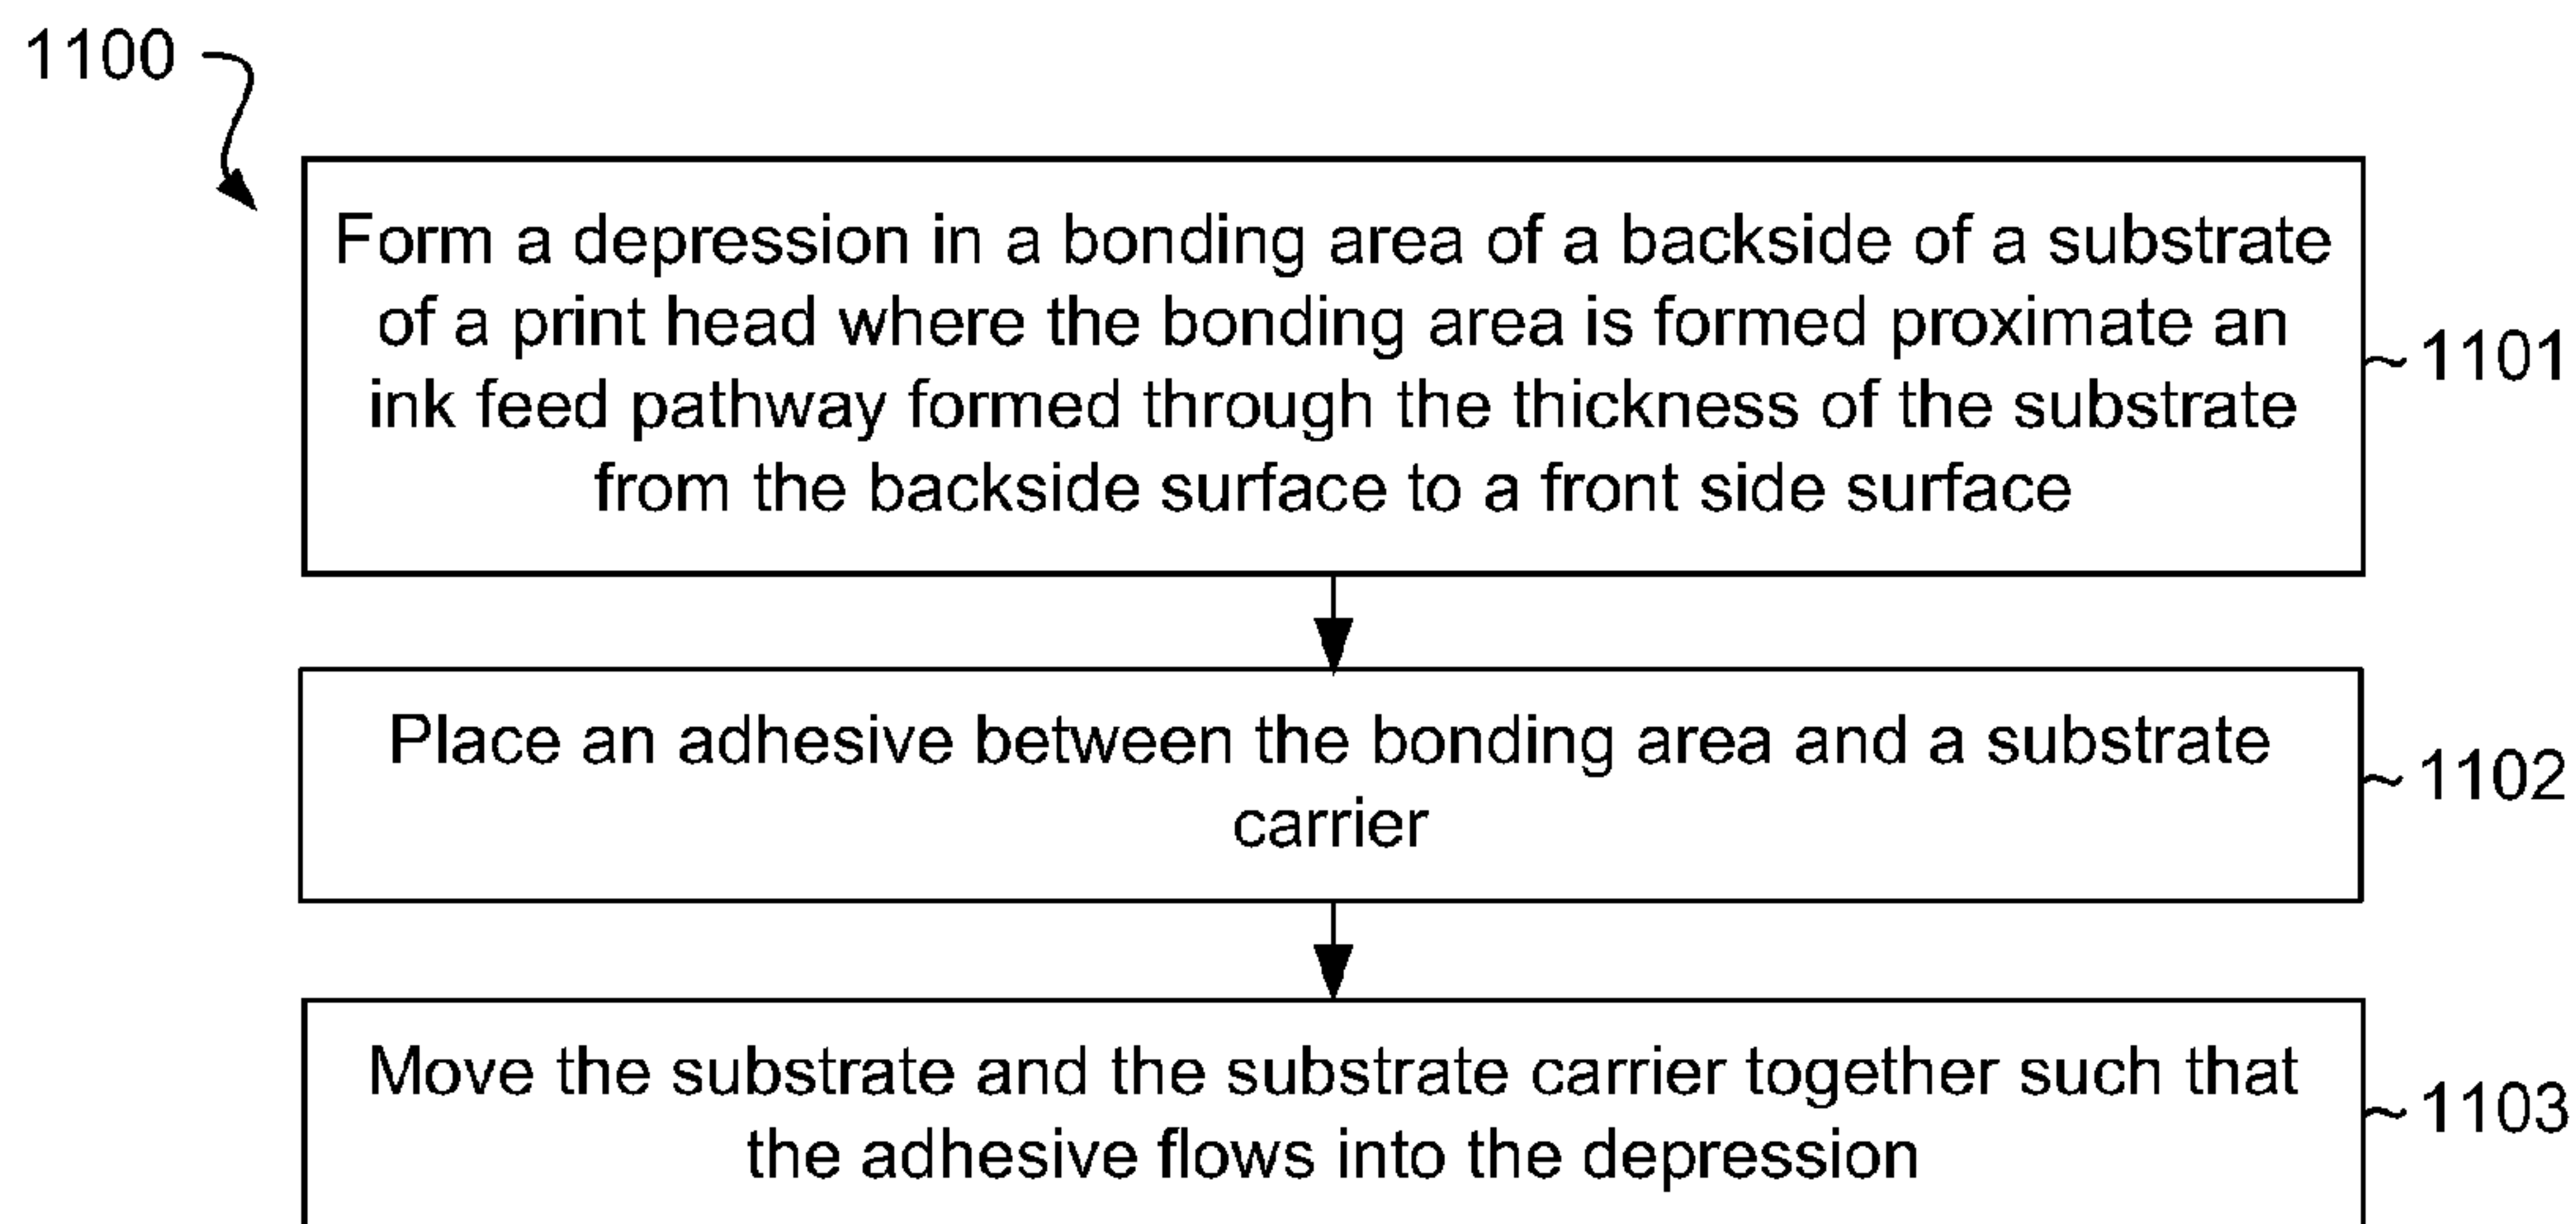 1100
Form a depression in a bonding area of a backside of a substrate
of a print head where the bonding area is formed proximate an
ink feed pathway formed through the thickness of the substrate
from the backside surface to a front side surface
1101
Place an adhesive between the bonding area and a substrate
carrier
1102
Move the substrate and the substrate carrier together such that
the adhesive flows into the depression
1103